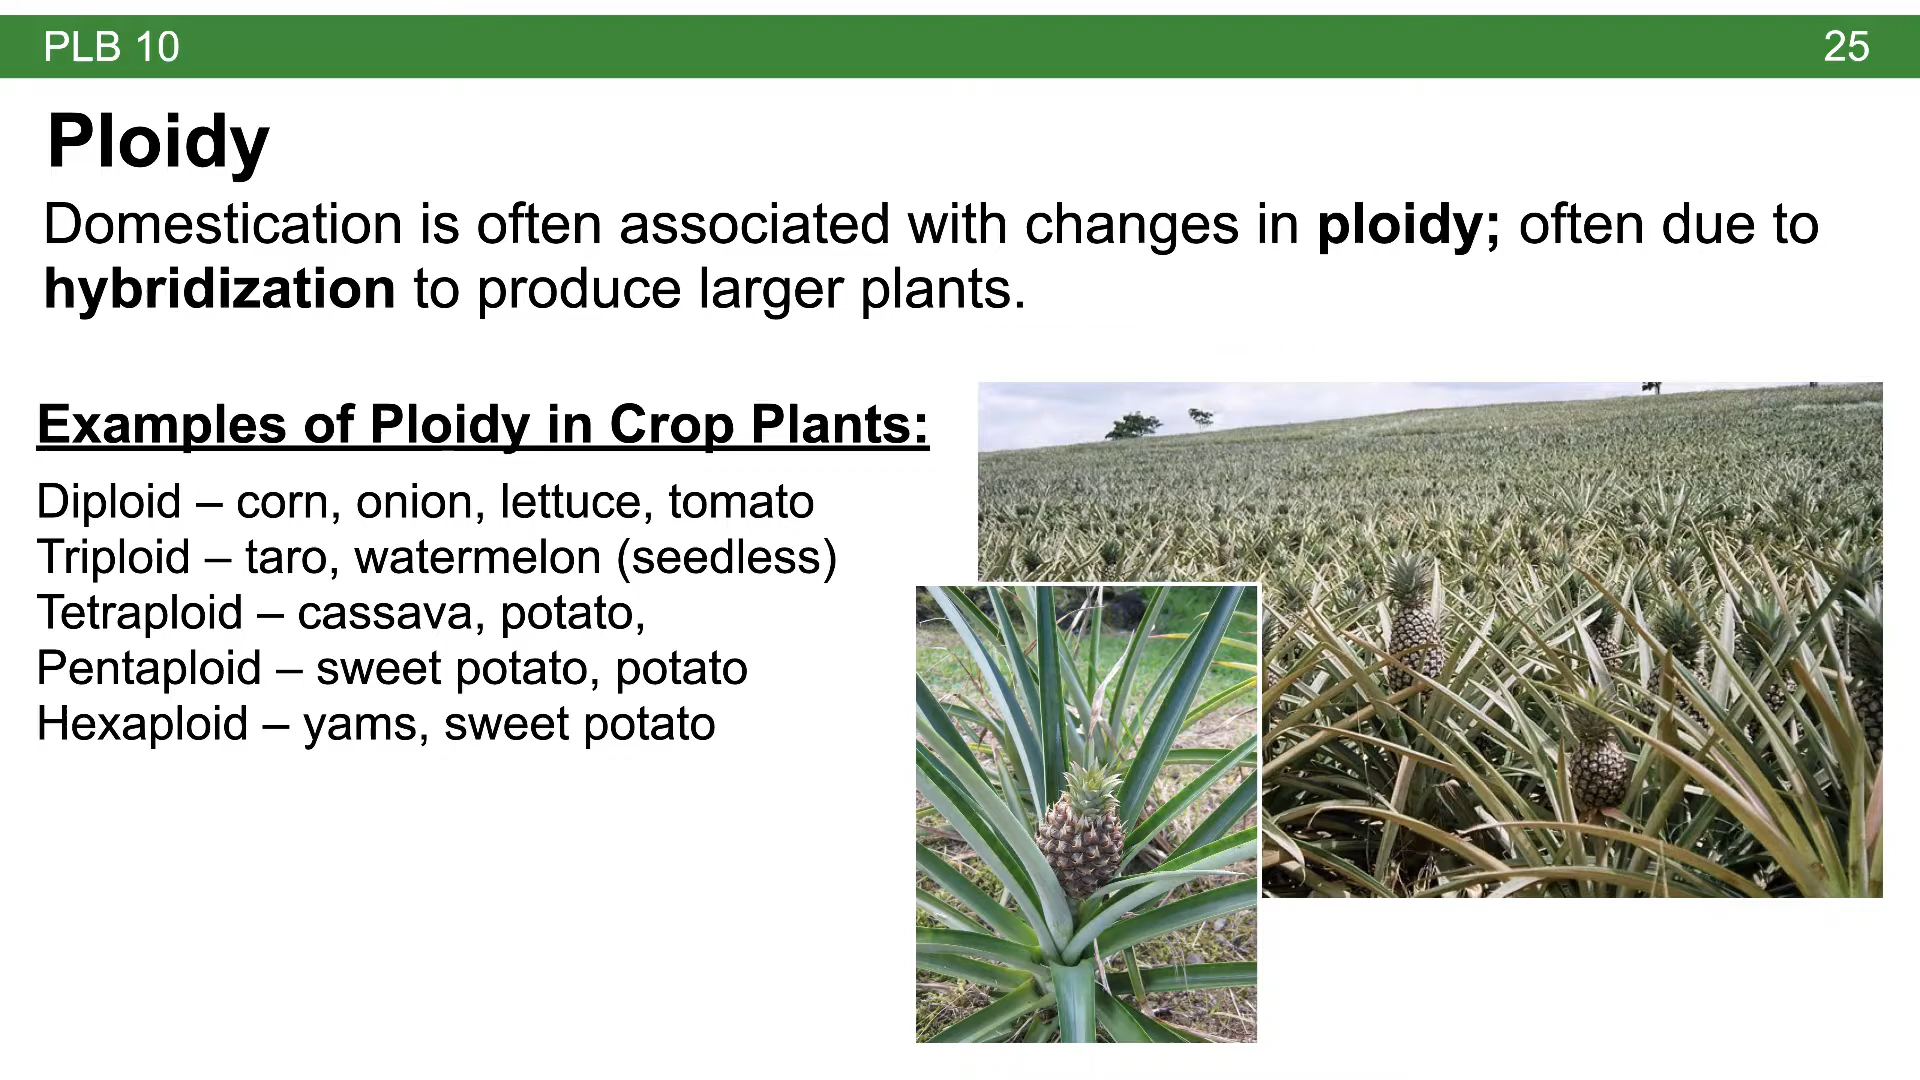 PLB 10
25
Ploidy
Domestication is often associated with changes in ploidy; often due to
hybridization to produce larger plants.
Examples of Ploidy in Crop Plants:
Diploid – corn, onion, lettuce, tomato
Triploid – taro, watermelon (seedless)
Tetraploid – cassava, potato,
Pentaploid – sweet potato, potato
Hexaploid – yams, sweet potato